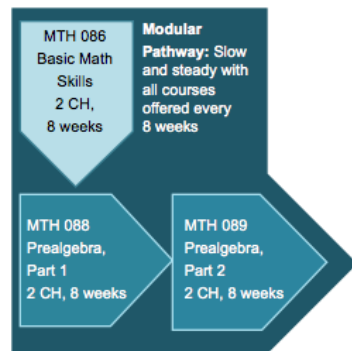 MTH 086
Basic Math
Skills
2 CH,
8 weeks
Modular
Pathway: Slow
and steady with
all courses
offered every
8 weeks
MTH 088
Prealgebra,
Part 1
2 CH, 8 weeks
MTH 089
Prealgebra,
Part 2
2 CH, 8 weeks